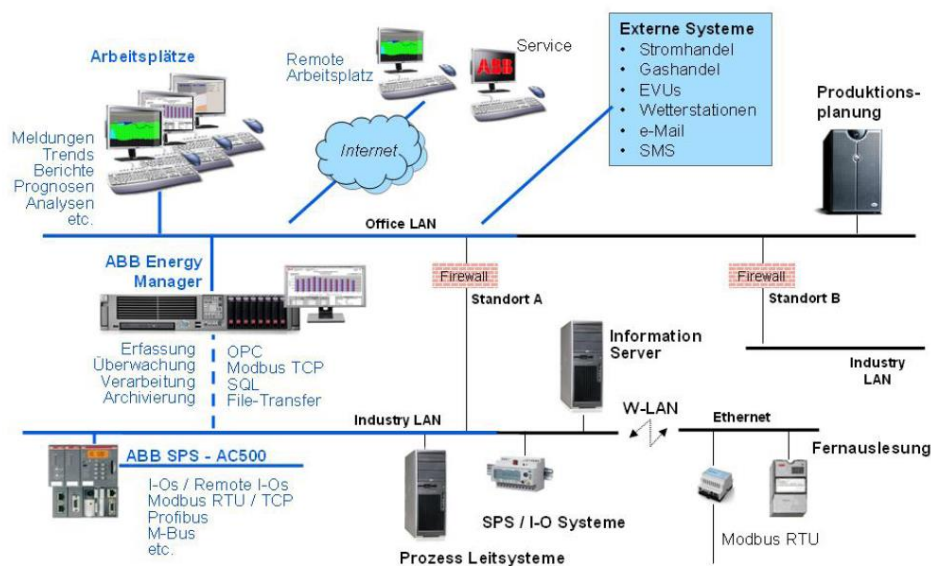 Arbeitsplätze
Meldungen
Trends
Berichte
Prognosen
Analysen
etc.
Remote
Arbeitsplatz
Service
ABB
Internet
Externe Systeme
• Stromhandel
• Gashandel
• EVUs
• Wetterstationen
• e-Mail
• SMS
Produktions-
planung
Office LAN
ABB Energy
Manager
Firewall
Standort A
Firewall
Standort B
Erfassung
Überwachung
Verarbeitung
Archivierung
OPC
Modbus TCP
SQL
File-Transfer
Information
Server
Industry
LAN
Industry LAN
W-LAN
Ethernet
Fernauslesung
ABB SPS - AC500
I-Os / Remote I-Os
Modbus RTU / TCP
Profibus
M-Bus
etc.
Prozess Leitsysteme
SPS / I-O Systeme
Modbus RTU